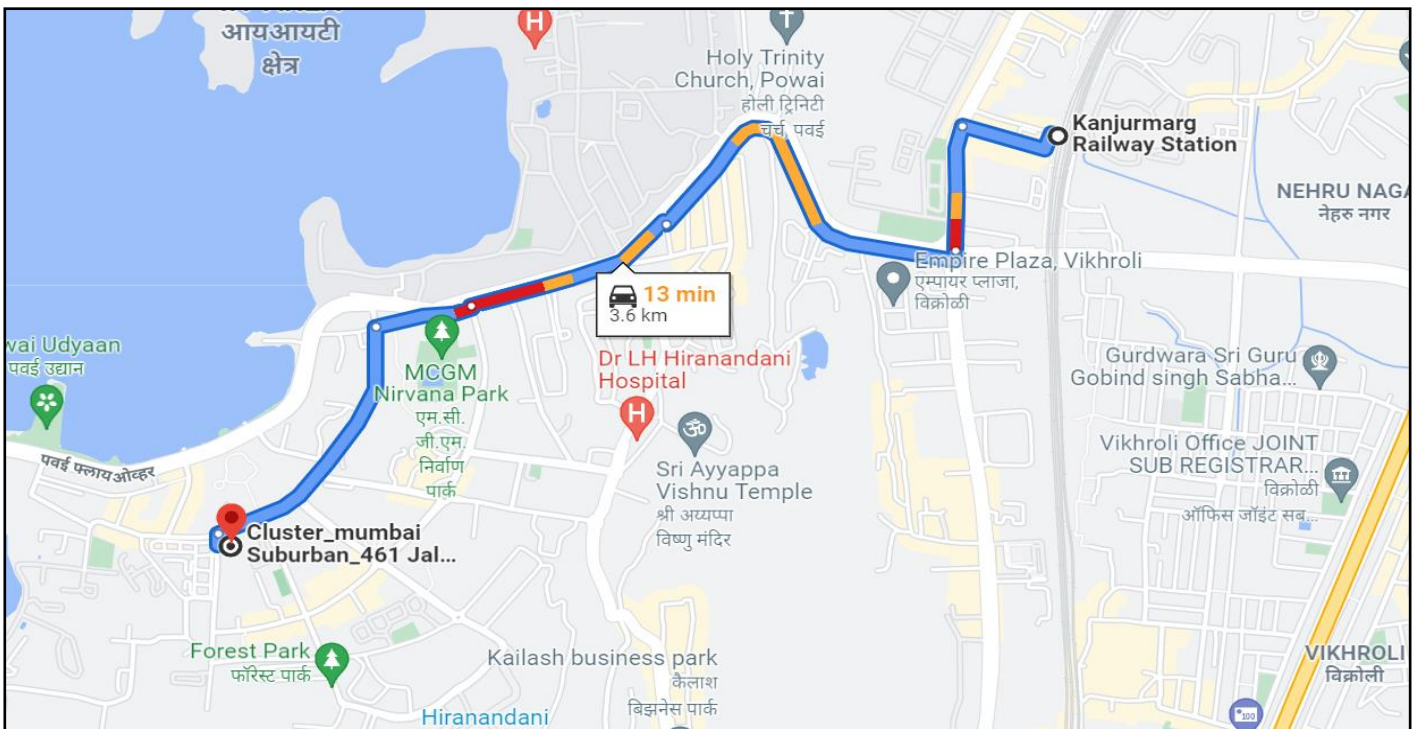 आयआयटी
क्षेत्र
H
Holy Trinity
Church, Powai
होली ट्रिनिटी
चर्च, पवई
Kanjurmarg
Railway Station
NEHRU NAGA
नेहरु नगर
Empire Plaza, Vikhroli
एम्पायर प्लाजा,
विक्रोळी
13 min
3.6 km
wai Udyaan
पवई उद्यान
MCGM
Nirvana Park
एम.सी.
जी.एम.
निर्वाण
पार्क
Dr LH Hiranandani
Hospital
H
Gurdwara Sri Guru
Gobind singh Sabha...
Vikhroli Office JOINT
SUB REGISTRAR...
विक्रोळी
ऑफिस जॉइंट सब...
पवई फ्लायओव्हर
Sri Ayyappa
Vishnu Temple
श्री अय्यप्पा
विष्णु मंदिर
Cluster_mumbai
Suburban_461 Jal...
Forest Park
फॉरेस्ट पार्क
Kailash business park
कैलाश
बिझनेस पार्क
Hiranandani
VIKHROLI
विक्रोली